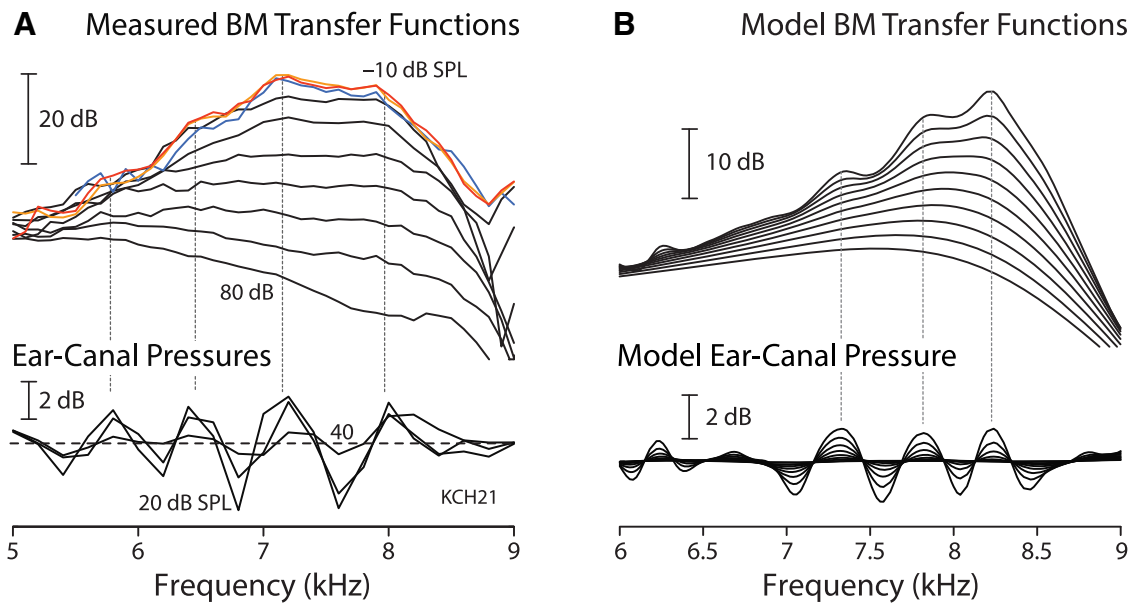 A Measured BM Transfer Functions
20 dB
–10 dB SPL
80 dB
Ear-Canal Pressures
2 dB
40
20 dB SPL
KCH21
5 6 7 8 9
Frequency (kHz)
B Model BM Transfer Functions
10 dB
Model Ear-Canal Pressure
2 dB
6 6.5 7 7.5 8 8.5 9
Frequency (kHz)